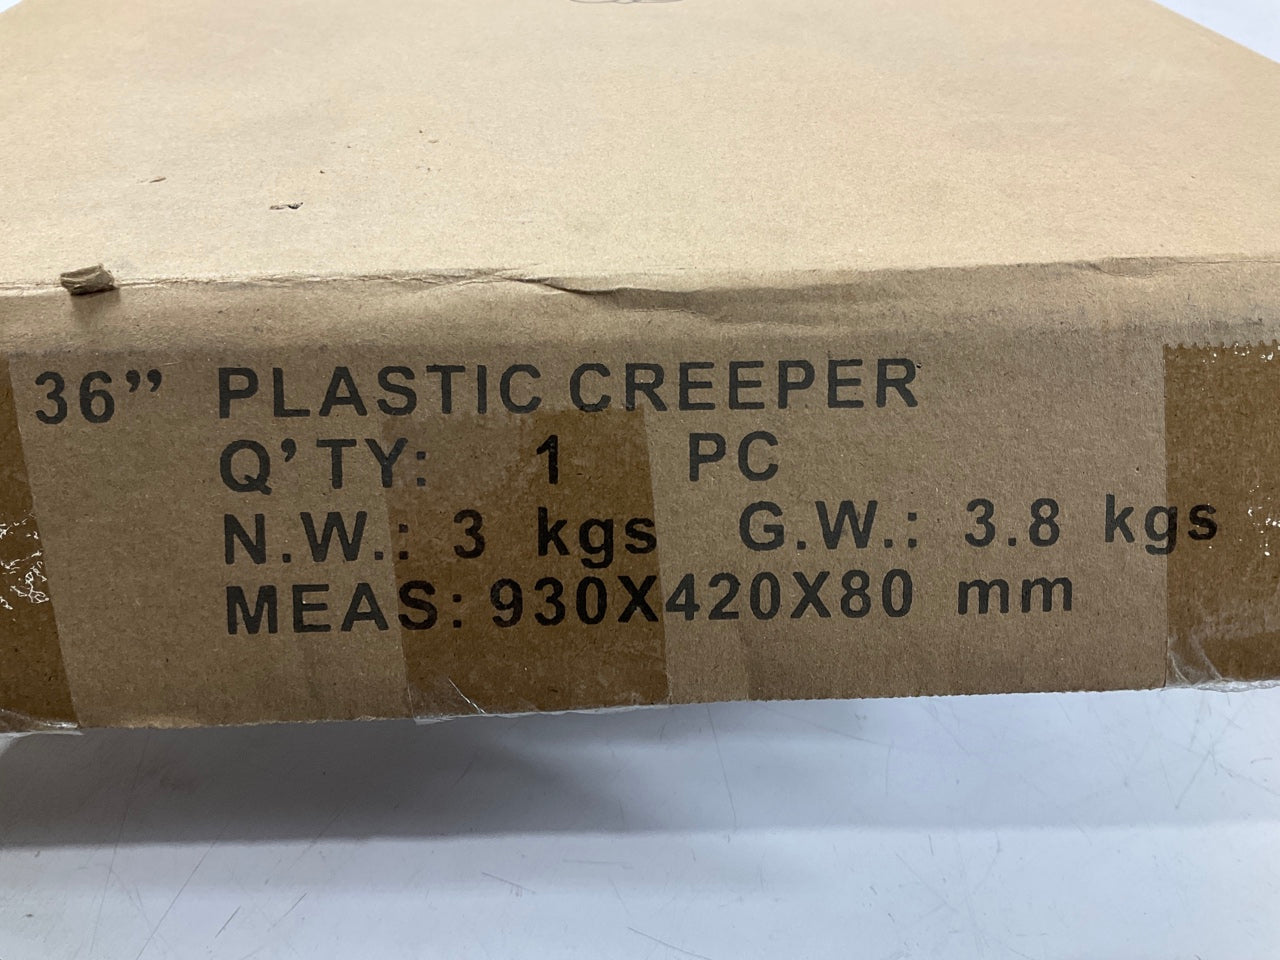 36” PLASTIC CREEPER
Q’TY: 1 PC
N.W.: 3 kgs G.W.: 3.8 kgs
MEAS: 930X420X80 mm